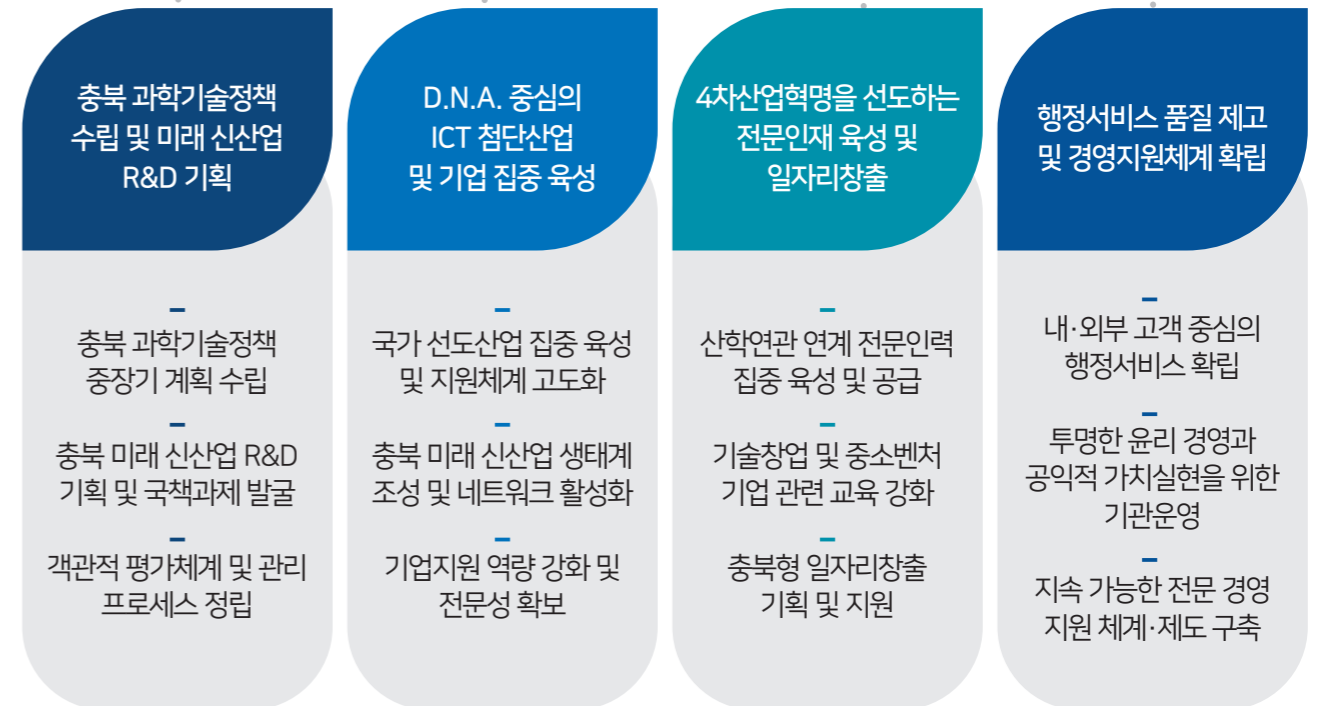 충북 과학기술정책
수립 및 미래 신산업
R&D 기획
충북 과학기술정책
중장기 계획 수립
충북 미래 신산업 R&D
기획 및 국책과제 발굴
객관적 평가체계 및 관리
프로세스 정립
D.N.A. 중심의
ICT 첨단산업
및 기업 집중 육성
국가 선도산업 집중 육성
및 지원체계 고도화
충북 미래 신산업 생태계
조성 및 네트워크 활성화
기업지원 역량 강화 및
전문성 확보
4차산업혁명을 선도하는
전문인재 육성 및
일자리창출
산학연관 연계 전문인력
집중 육성 및 공급
기술창업 및 중소벤처
기업 관련 교육 강화
충북형 일자리창출
기획 및 지원
행정서비스 품질 제고
및 경영지원체계 확립
내·외부 고객 중심의
행정서비스 확립
투명한 윤리 경영과
공익적 가치실현을 위한
기관운영
지속 가능한 전문 경영
지원 체계·제도 구축